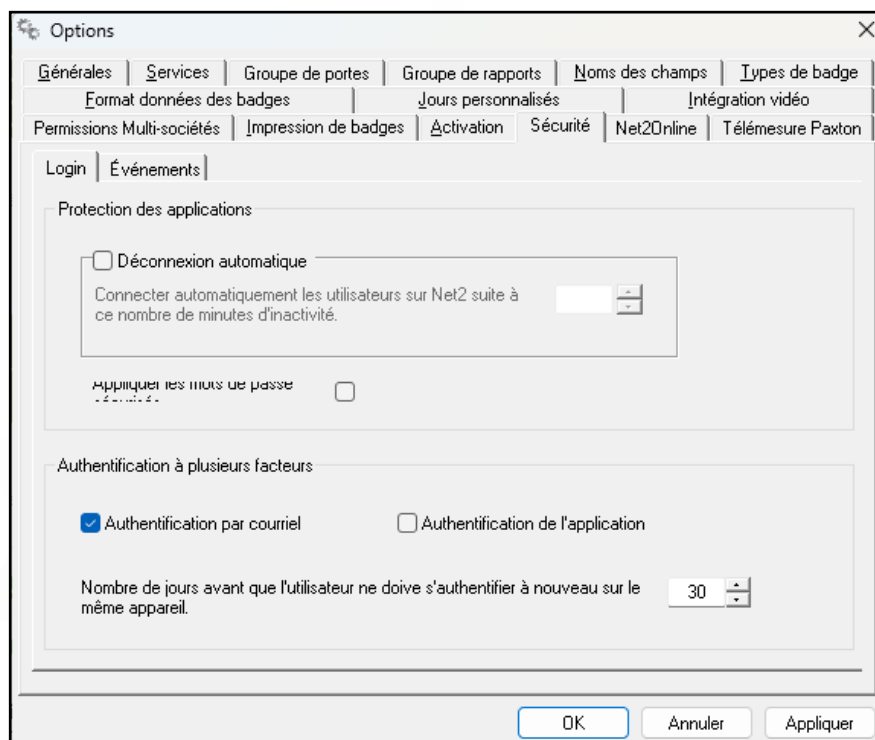 Options
Générales
Services
Groupe de portes
Groupe de rapports
Noms des champs
Types de badge
Format données des badges
Jours personnalisés
Intégration vidéo
Permissions Multi-sociétés
Impression de badges
Activation
Sécurité
Net2Online
Télémesure Paxton
Login
Événements
Protection des applications
Déconnexion automatique
Connecter automatiquement les utilisateurs sur Net2 suite à
ce nombre de minutes d'inactivité.
Appliquer les mots de passe
Authentification à plusieurs facteurs
Authentification par courriel
Authentification de l'application
Nombre de jours avant que l'utilisateur ne doive s'authentifier à nouveau sur le
même appareil.
30
OK
Annuler
Appliquer